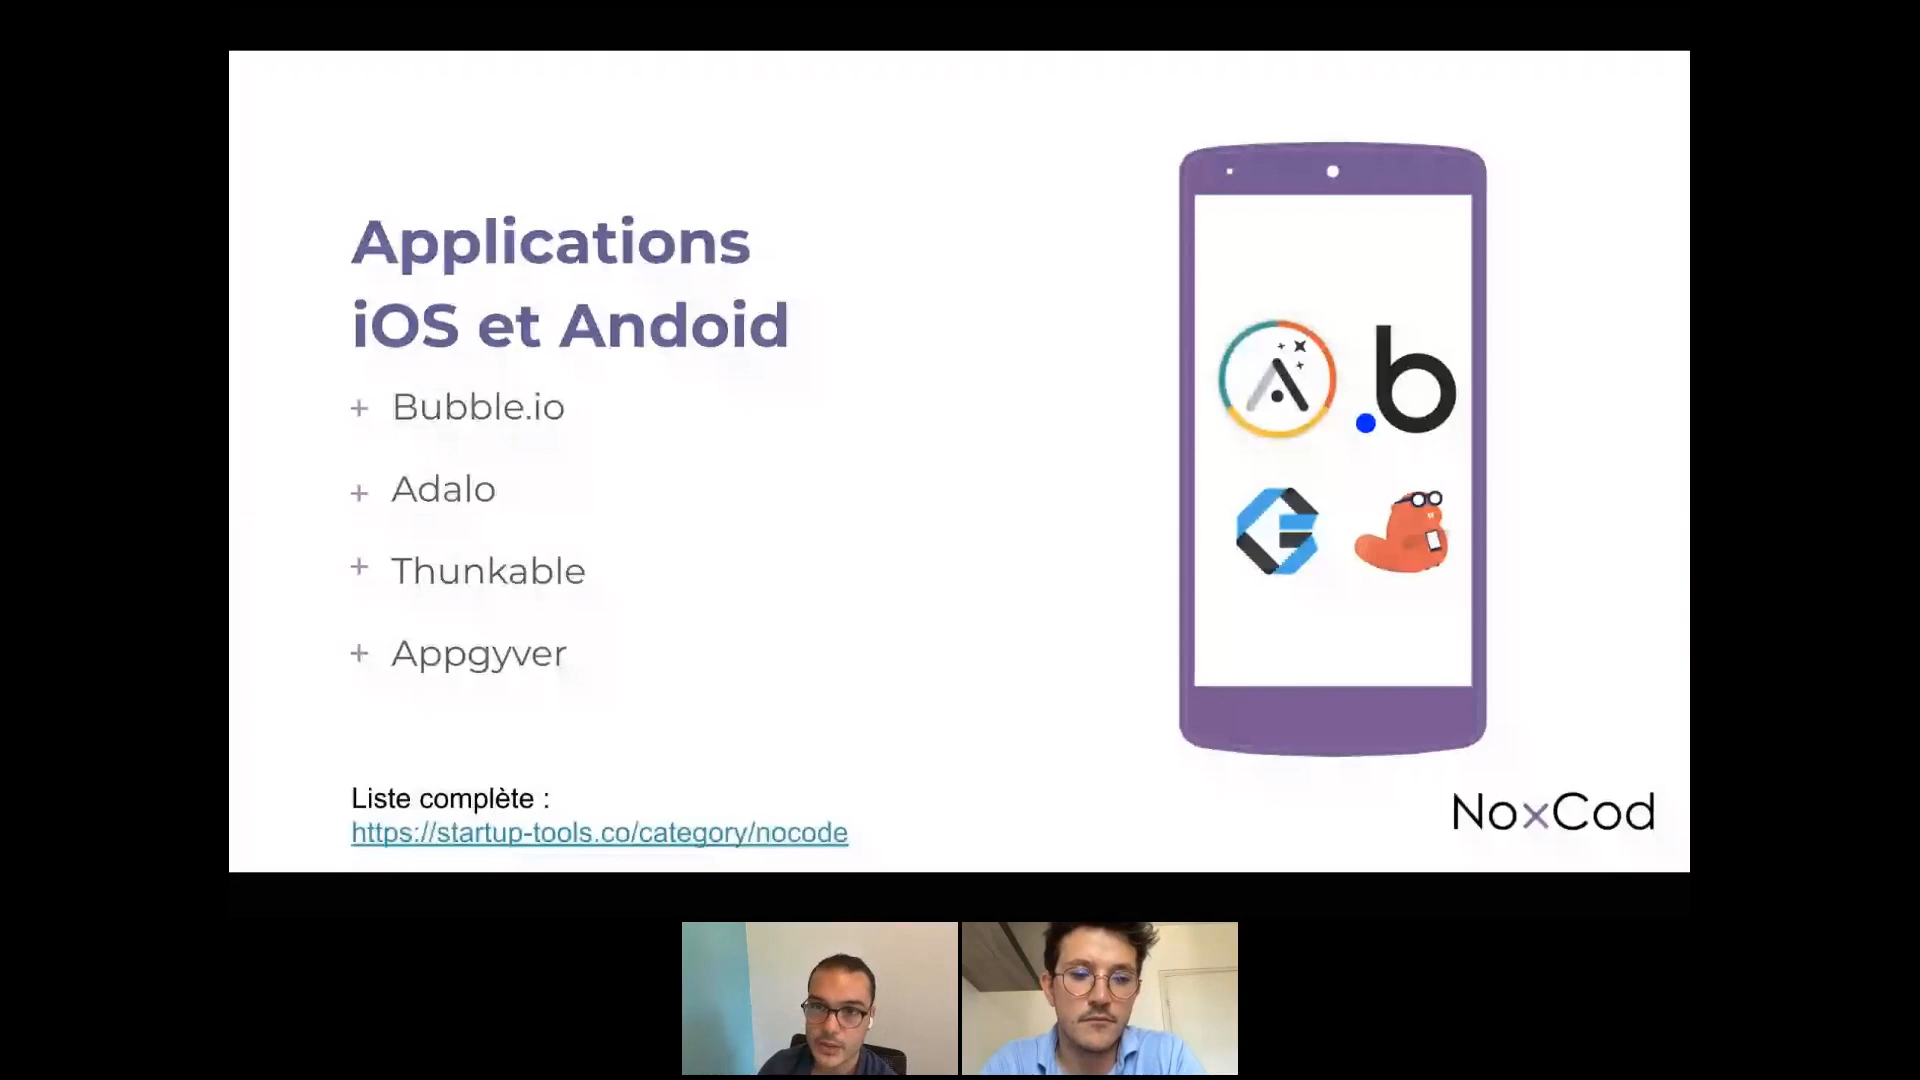 Applications
iOS et Andoid
+ Bubble.io
+ Adalo
+ Thunkable
+ Appgyver
Liste complète :
https://startup-tools.co/category/nocode
.b
NoxCod